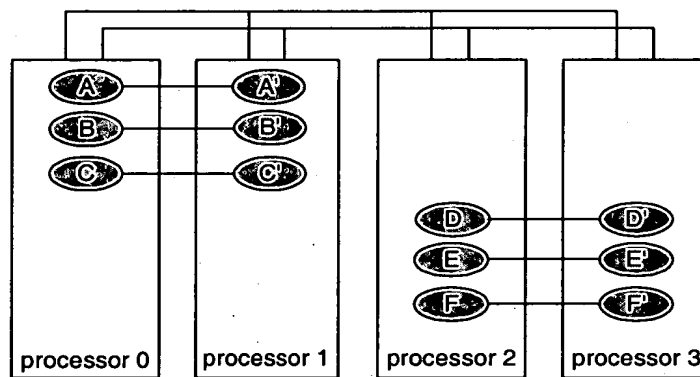 A A'
B B'
C C'
D D'
E E'
F F'
processor 0 processor 1 processor 2 processor 3